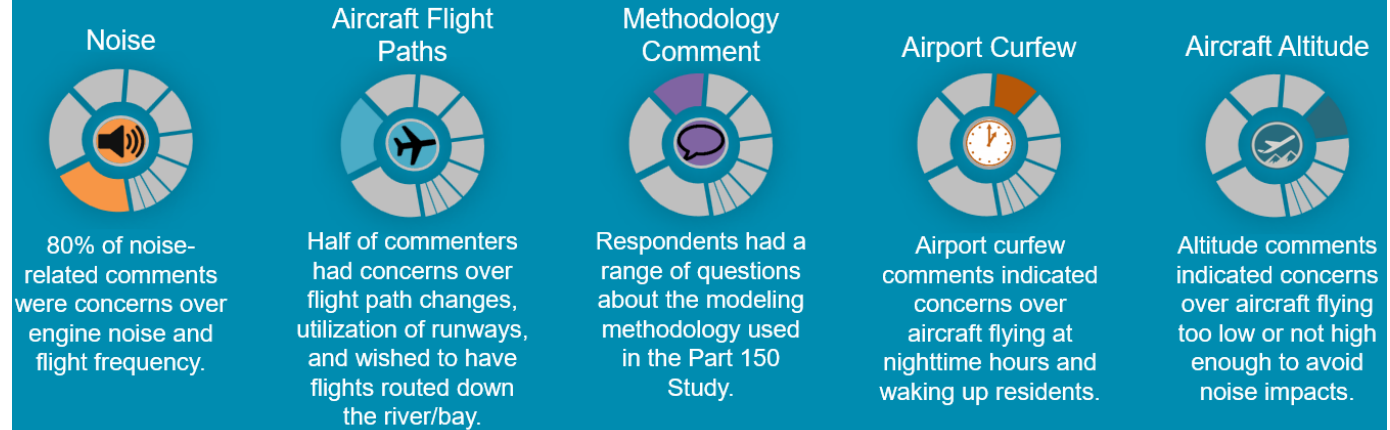 Noise
80% of noise-
related comments
were concerns over
engine noise and
flight frequency.
Aircraft Flight
Paths
Half of commenters
had concerns over
flight path changes,
utilization of runways,
and wished to have
flights routed down
the river/bay.
Methodology
Comment
Respondents had a
range of questions
about the modeling
methodology used
in the Part 150
Study.
Airport Curfew
Airport curfew
comments indicated
concerns over
aircraft flying at
nighttime hours and
waking up residents.
Aircraft Altitude
Altitude comments
indicated concerns
over aircraft flying
too low or not high
enough to avoid
noise impacts.